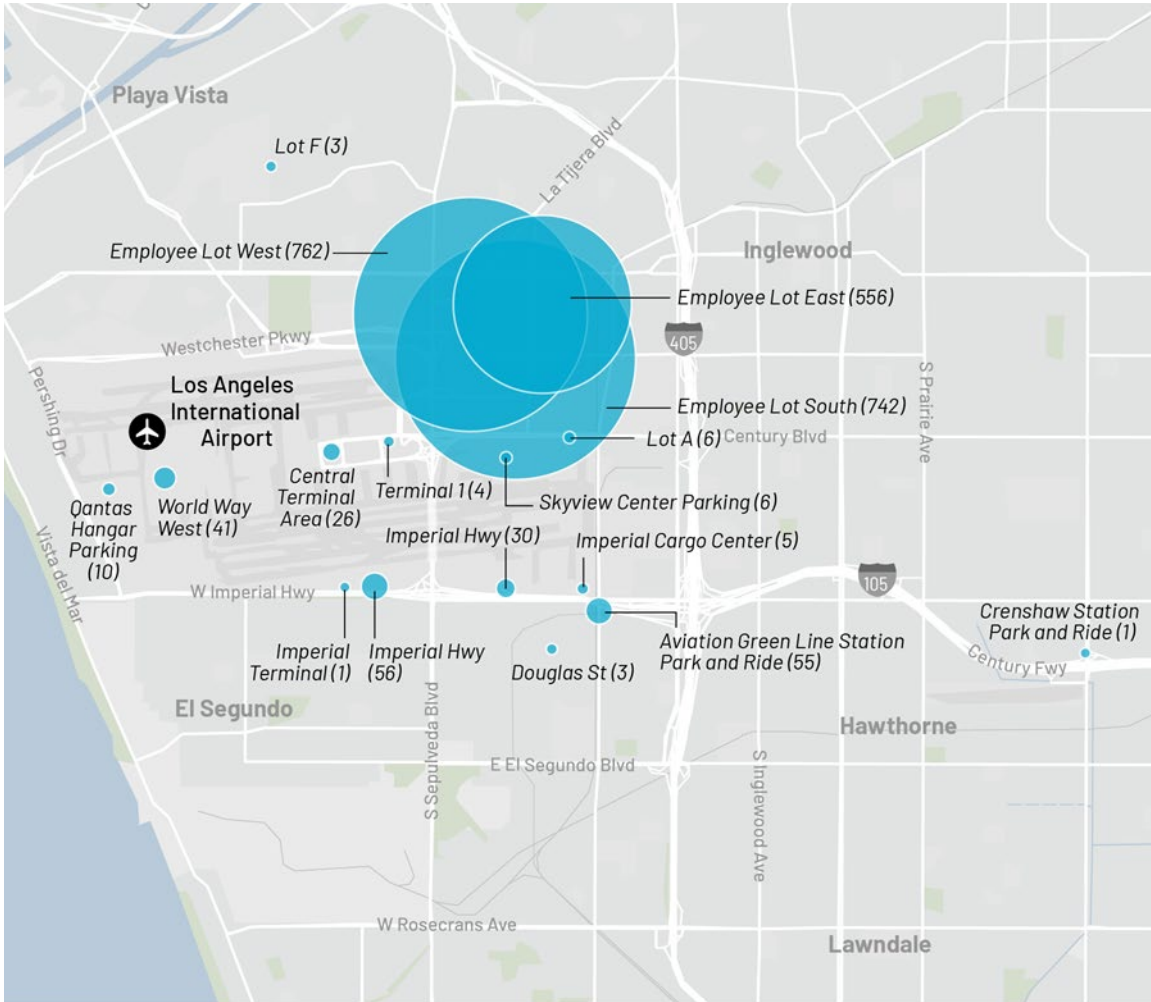 Playa Vista
Lot F (3)
La Tijera Blvd
Employee Lot West (762)
Inglewood
Employee Lot East (556)
405
Westchester Pkwy
Pershing Dr
Los Angeles
International
Airport
S Prairie Ave
Employee Lot South (742)
Lot A (6)
Century Blvd
Central
Terminal
Area (26)
Terminal 1 (4)
Skyview Center Parking (6)
Qantas
Hangar
Parking
(10)
World Way
West (41)
Vista del Mar
Imperial Hwy (30)
Imperial Cargo Center (5)
W Imperial Hwy
105
Imperial
Terminal (1)
Imperial Hwy
(56)
Douglas St (3)
Aviation Green Line Station
Park and Ride (55)
Crenshaw Station
Park and Ride (1)
Century Fwy
El Segundo
S Sepulveda Blvd
Hawthorne
E El Segundo Blvd
S Inglewood Ave
W Rosecrans Ave
Lawndale